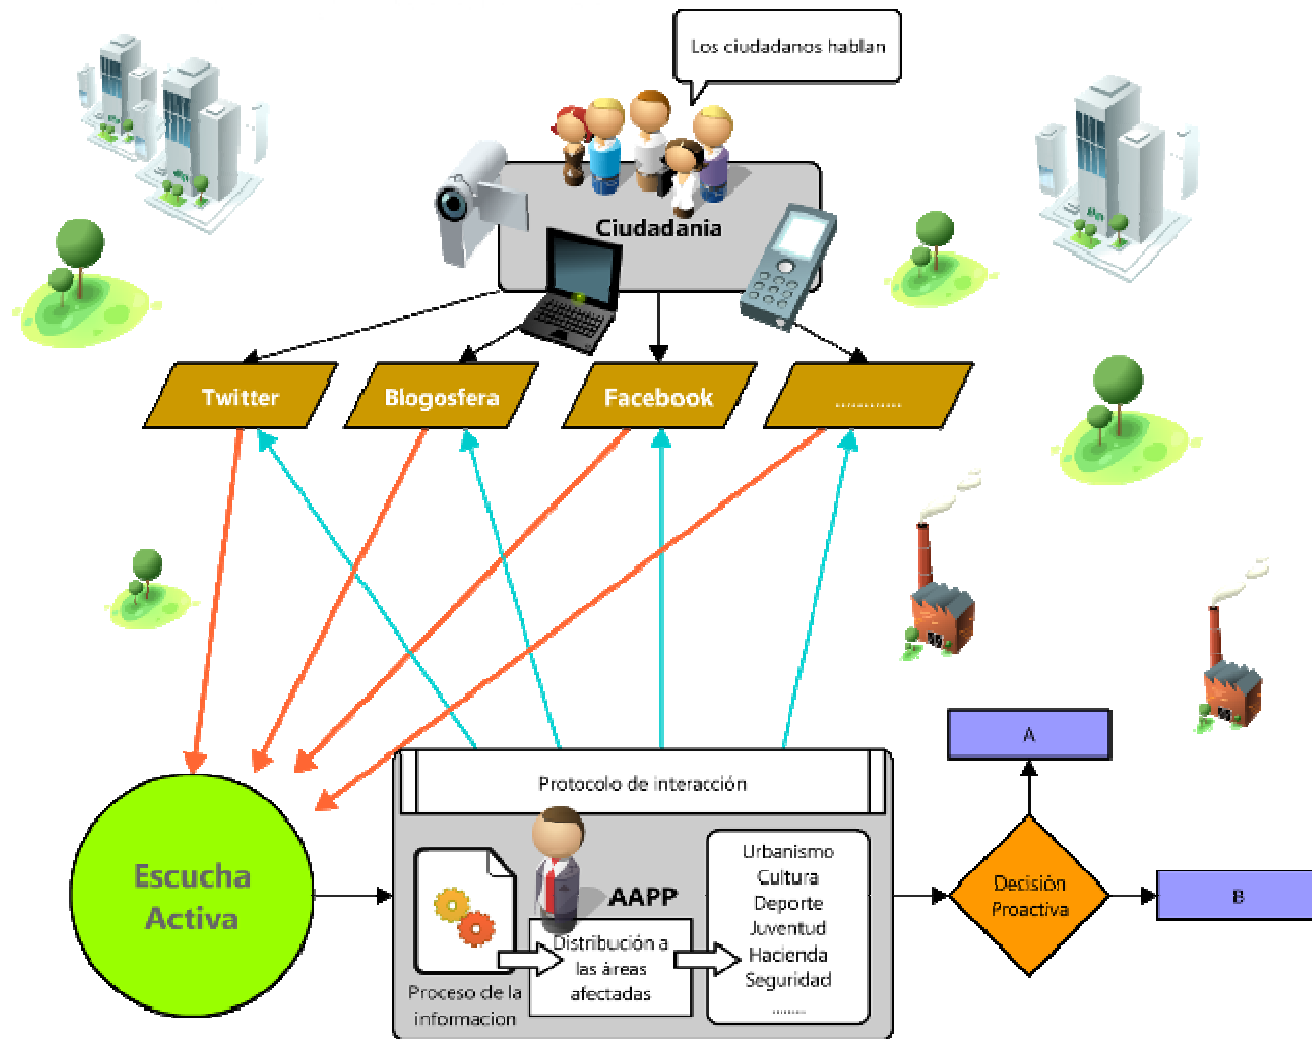 Los ciudadanos hablan
Ciudadania
Twitter
Blogosfera
Facebook
............
Protocolo de interacción
A
Escucha
Activa
AAPP
Proceso de la
informacion
Distribución a
las áreas
afectadas
Urbanismo
Cultura
Deporte
Juventud
Hacienda
Seguridad
.......
Decisión
Proactiva
B